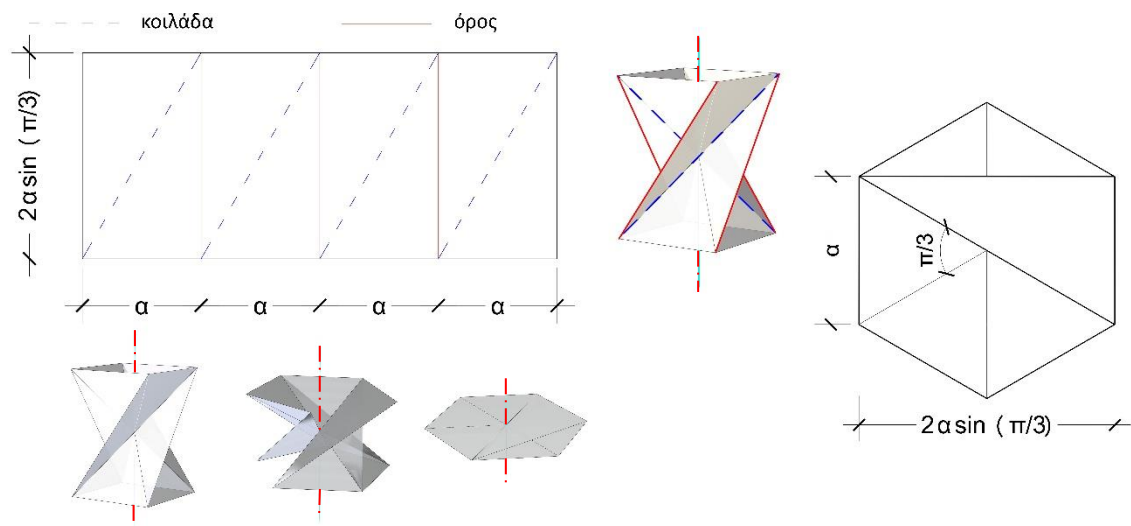 κοιλάδα όρος
2αsin (π/3)
α α α α
α
π/3
2αsin (π/3)